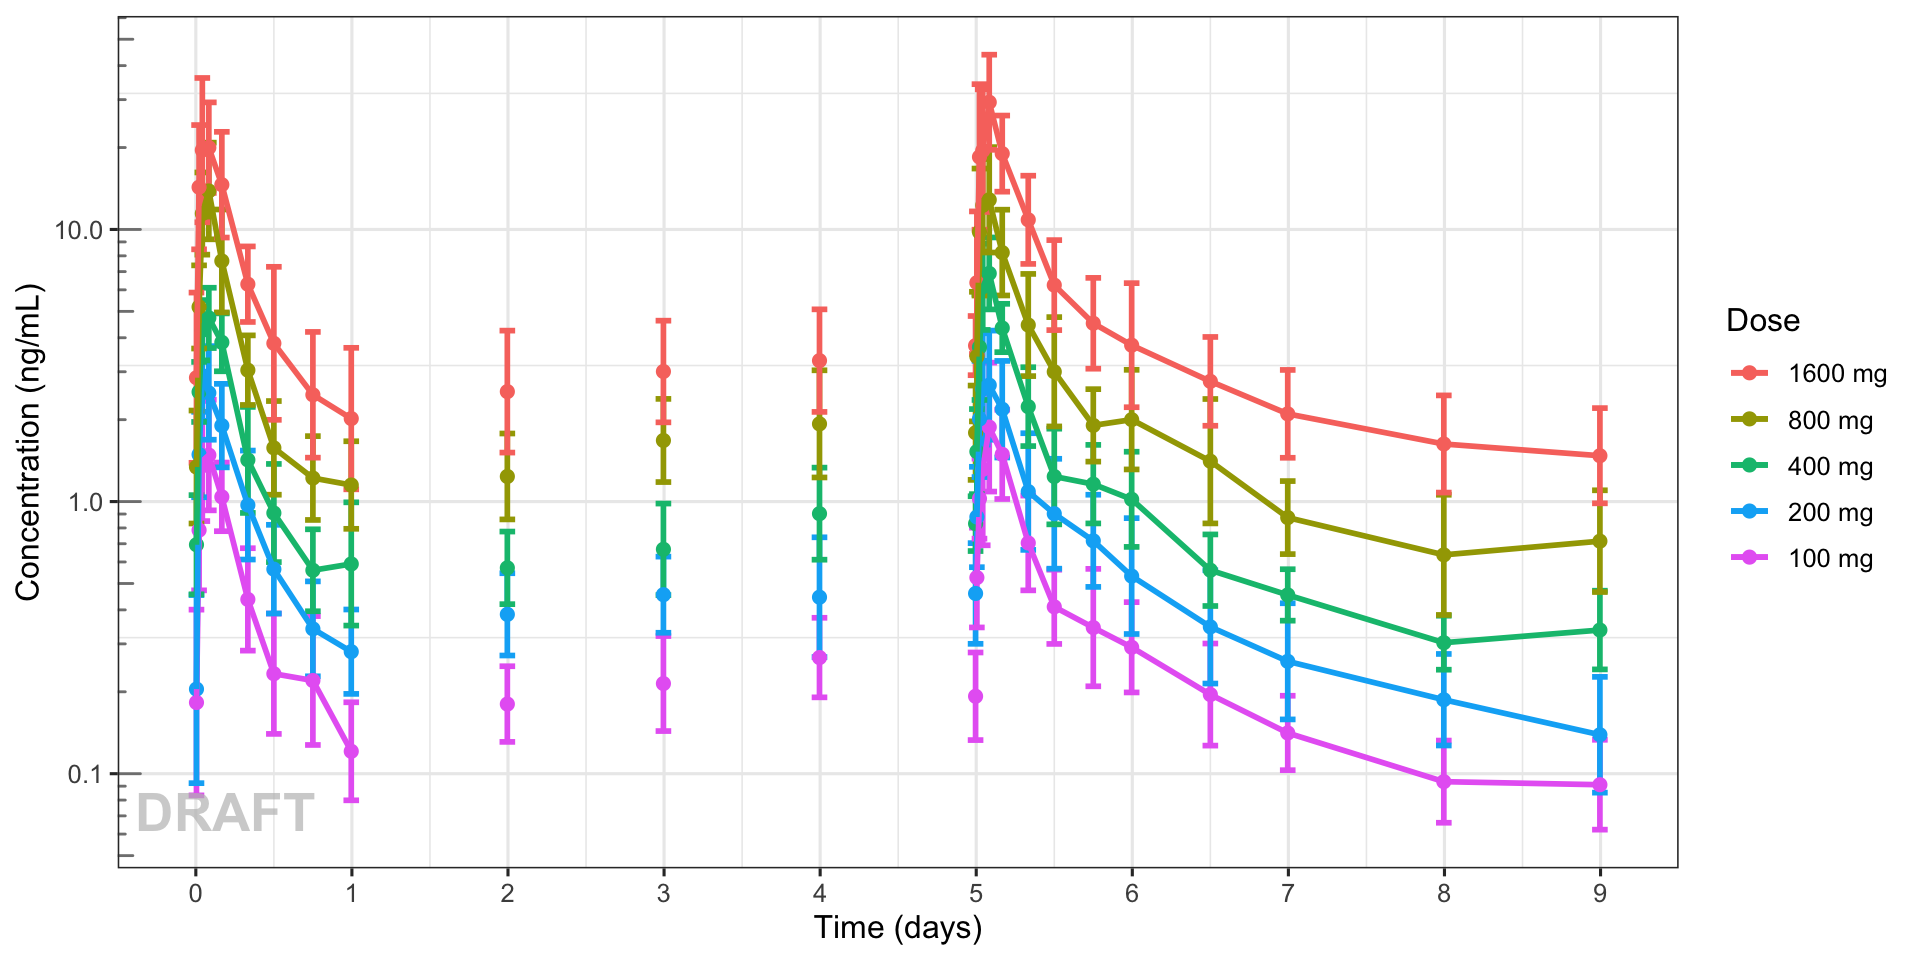 Concentration (ng/mL)
10.0
1.0
0.1
DRAFT
0 1 2 3 4 5 6 7 8 9
Time (days)
Dose
1600 mg
800 mg
400 mg
200 mg
100 mg